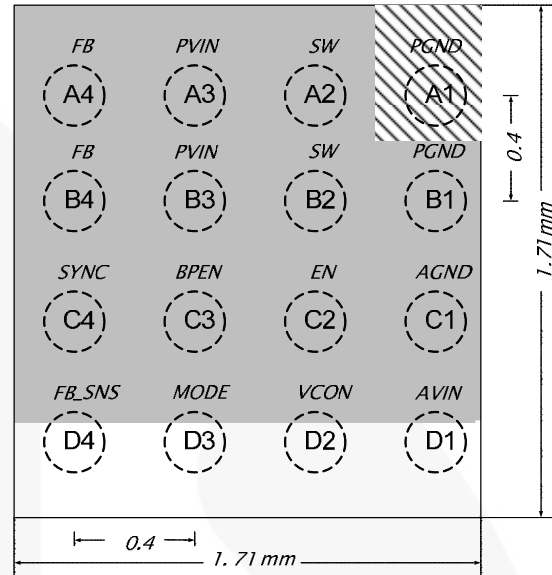 FB PVIN SW PGND
A4 A3 A2 A1
0.4
FB PVIN SW PGND
B4 B3 B2 B1
1.71 mm
SYNC BPEN EN AGND
C4 C3 C2 C1
FB_SNS MODE VCON AVIN
D4 D3 D2 D1
0.4
1.71 mm